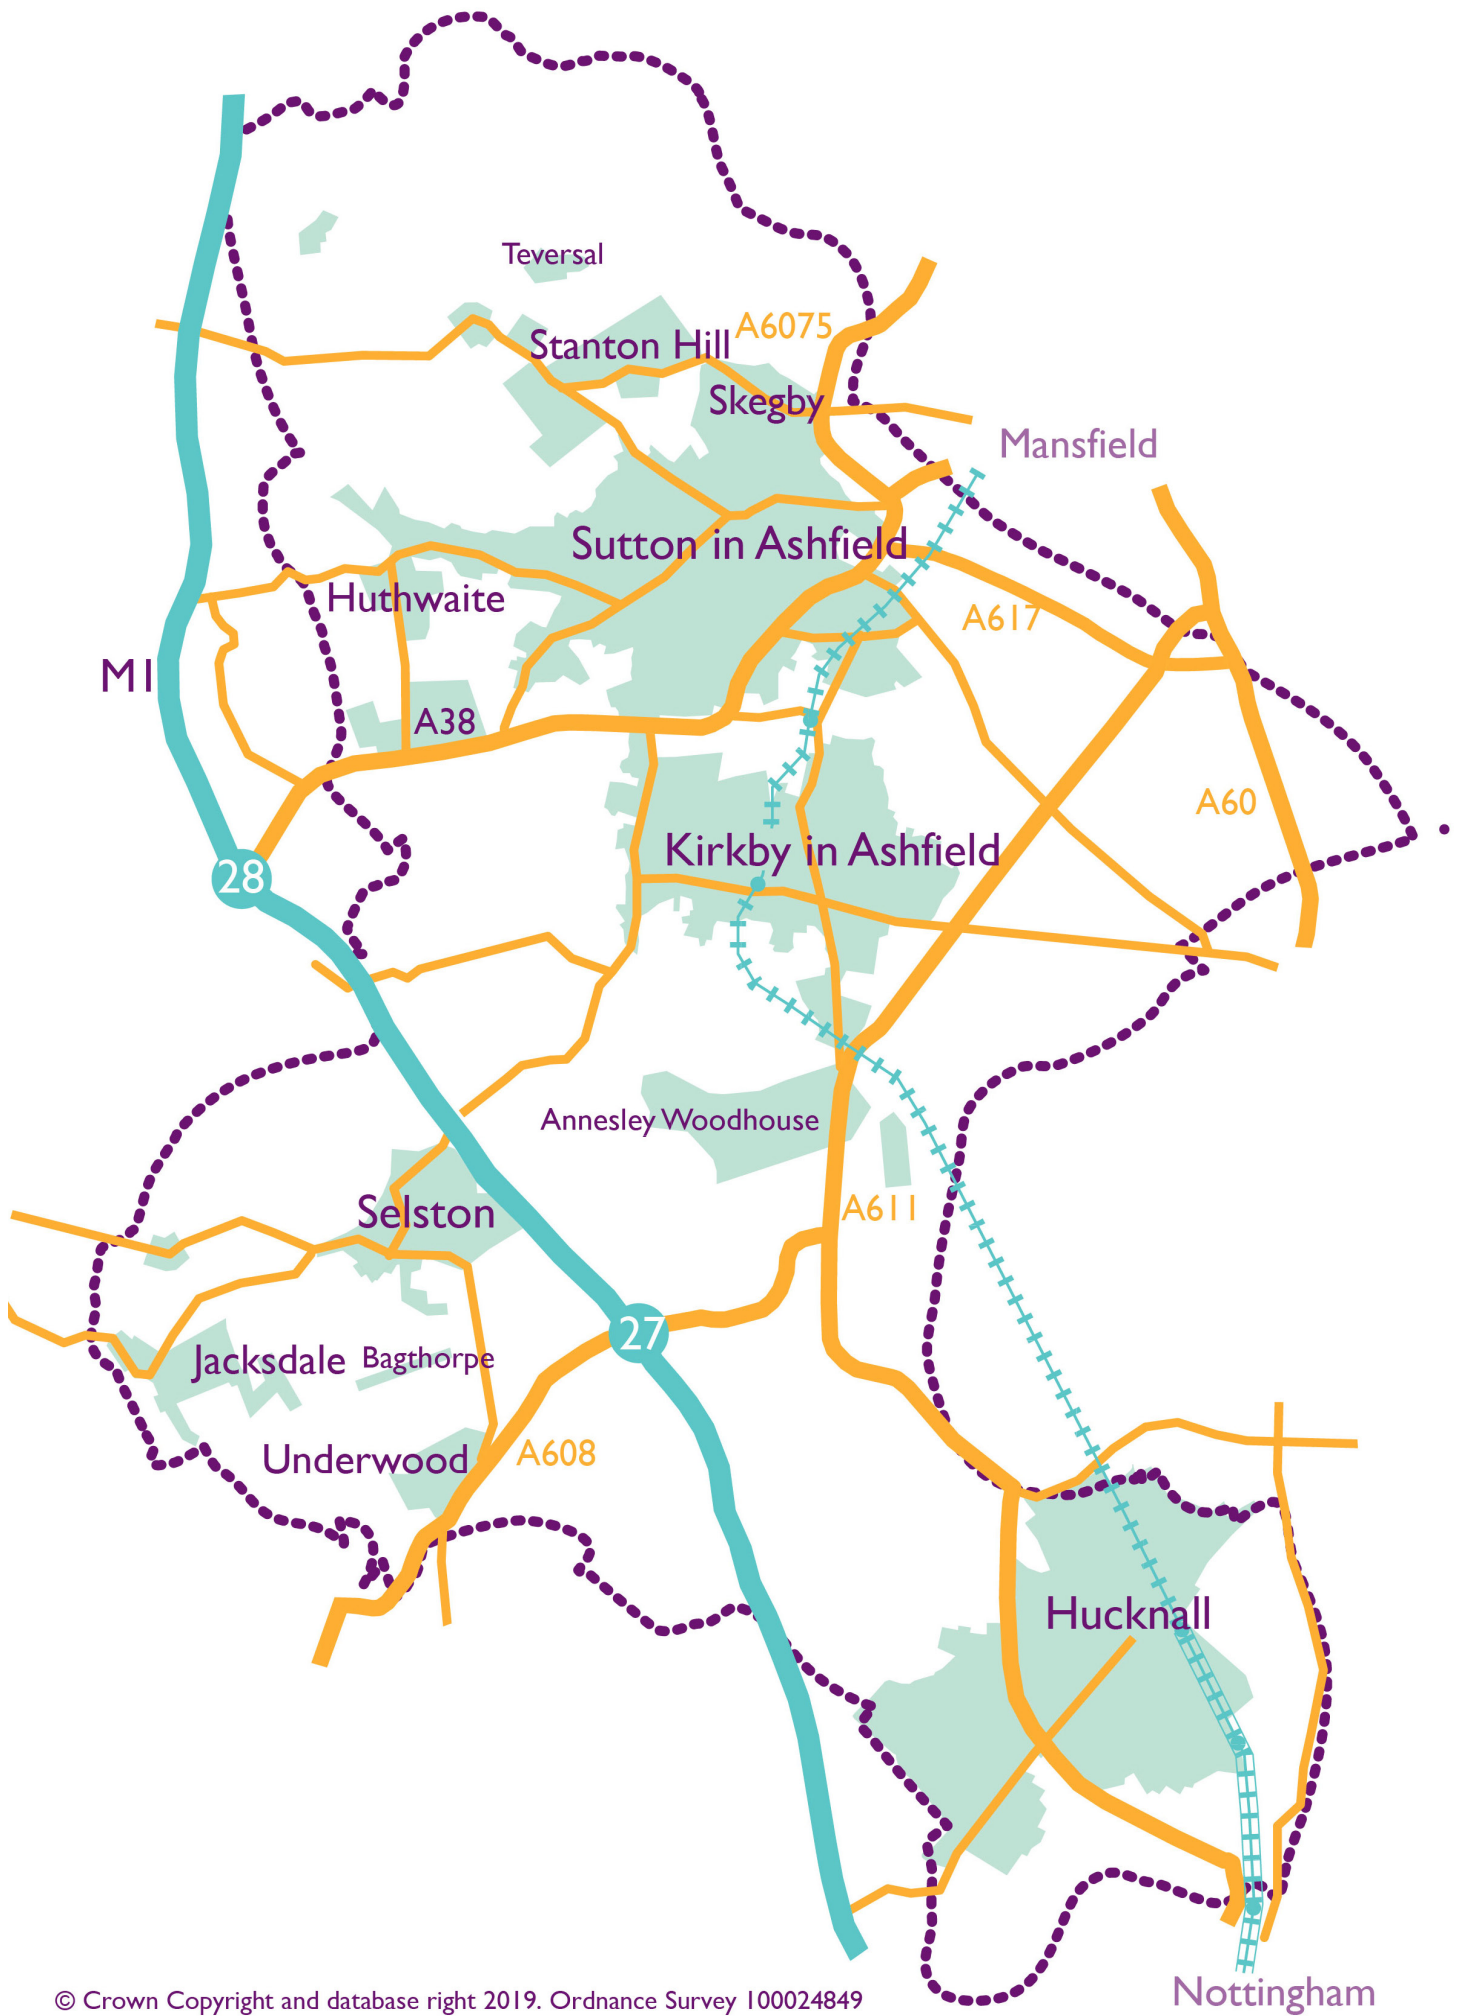 Teversal
A6075
Stanton Hill
Skegby
Mansfield
Sutton in Ashfield
Huthwaite
A617
M1
A38
A60
Kirkby in Ashfield
28
Annesley Woodhouse
A611
Selston
27
Jacksdale
Bagthorpe
A608
Underwood
Hucknall
Nottingham
© Crown Copyright and database right 2019. Ordnance Survey 100024849